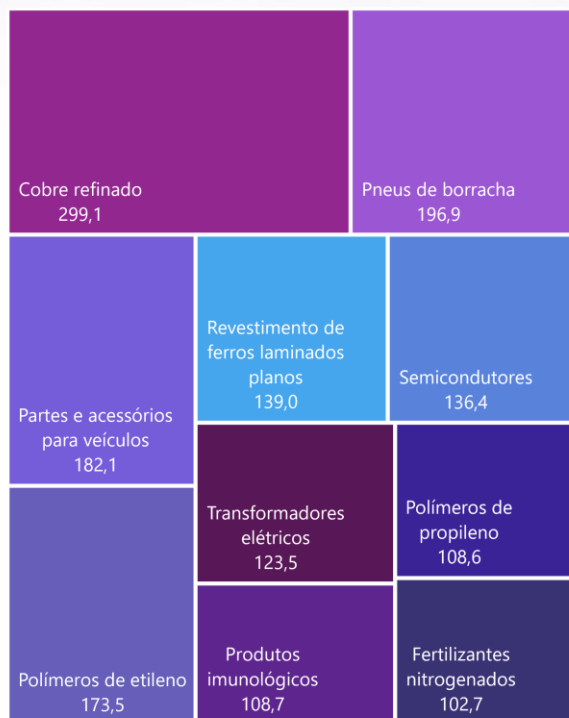 Cobre refinado
299,1
Pneus de borracha
196,9
Partes e acessórios
para veículos
182,1
Revestimento de
ferros laminados
planos
139,0
Semicondutores
136,4
Polímeros de etileno
173,5
Transformadores
elétricos
123,5
Polímeros de
propileno
108,6
Produtos
imunológicos
108,7
Fertilizantes
nitrogenados
102,7